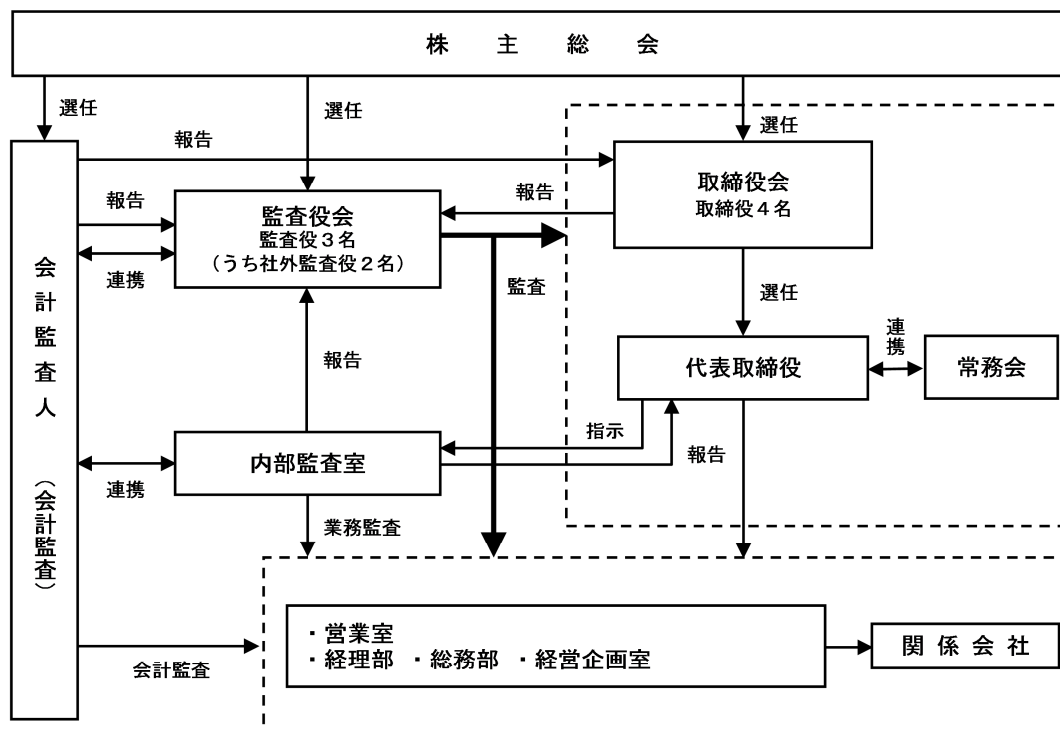 株主総会
選任
選任
選任
報告
取締役会
取締役4名
報告
報告
監査役会
監査役3名
(うち社外監査役2名)
連携
監査
選任
会計監査人 (会計監査)
連携
代表取締役
常務会
報告
指示
報告
内部監査室
連携
業務監査
・営業室
・経理部 ・総務部 ・経営企画室
関係会社
会計監査